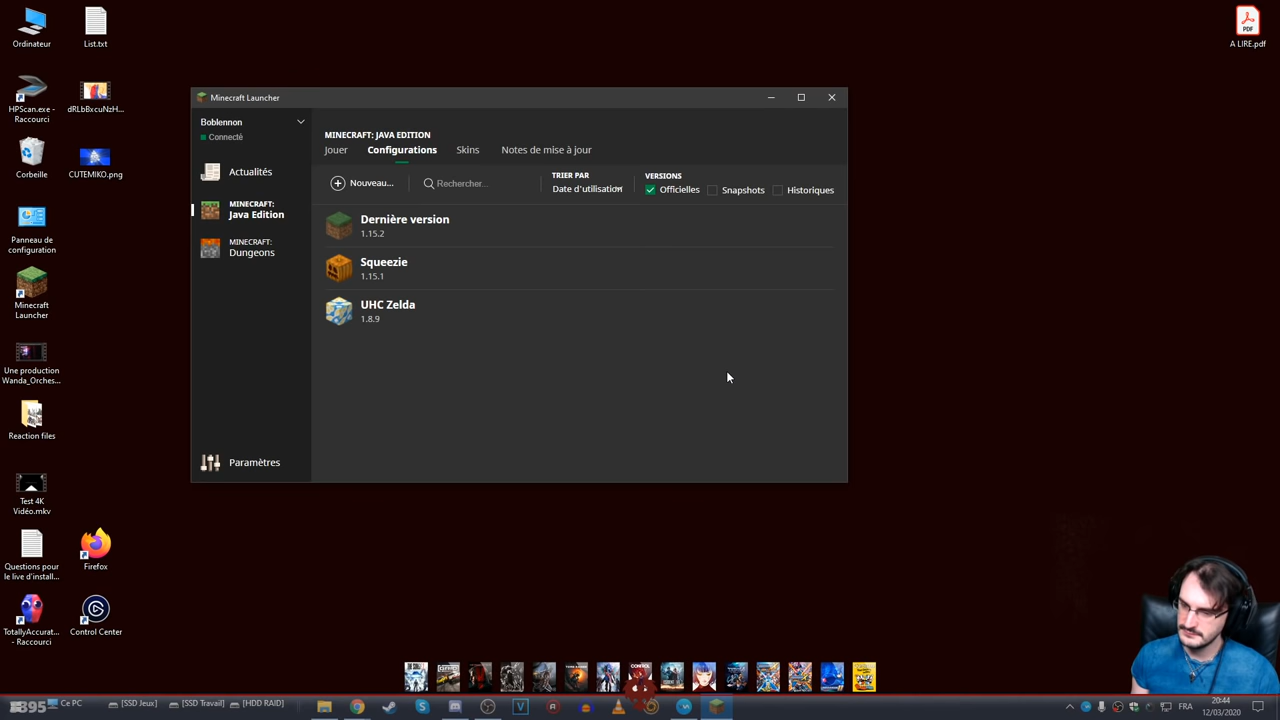 Ordinateur
List.txt
A LIRE.pdf
HPScan.exe -
Raccourci
dRLbBxcuNzH...
Corbeille
CUTEMIKO.png
Panneau de
configuration
Minecraft
Launcher
Une production
Wanda_Orches...
Reaction files
Test 4K
Vidéo.mkv
Questions pour
le live d'install...
Firefox
TotallyAccurat...
- Raccourci
Control Center
Minecraft Launcher
Boblennon
Connecté
Actualités
MINECRAFT:
Java Edition
MINECRAFT:
Dungeons
Paramètres
MINECRAFT: JAVA EDITION
Jouer Configurations Skins Notes de mise à jour
Nouveau... Rechercher...
TRIER PAR
Date d'utilisation
VERSIONS
Officielles Snapshots Historiques
Dernière version
1.15.2
Squeezie
1.15.1
UHC Zelda
1.8.9
Ce PC [SSD Jeux] [SSD Travail] [HDD RAID]
FRA
20:44
12/03/2020